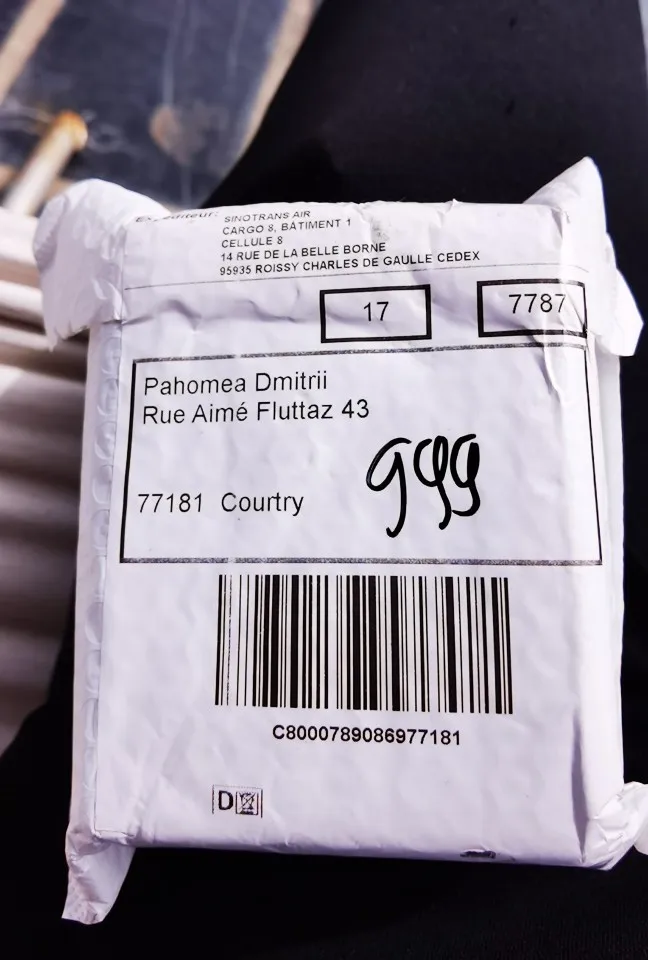 Expéditeur: SINOTRANS AIR
CARGO 8, BÂTIMENT 1
CELLULE 8
14 RUE DE LA BELLE BORNE
95935 ROISSY CHARLES DE GAULLE CEDEX
17 7787
Pahomea Dmitrii
Rue Aimé Fluttaz 43
999
77181 Courtry
C8000789086977181
D